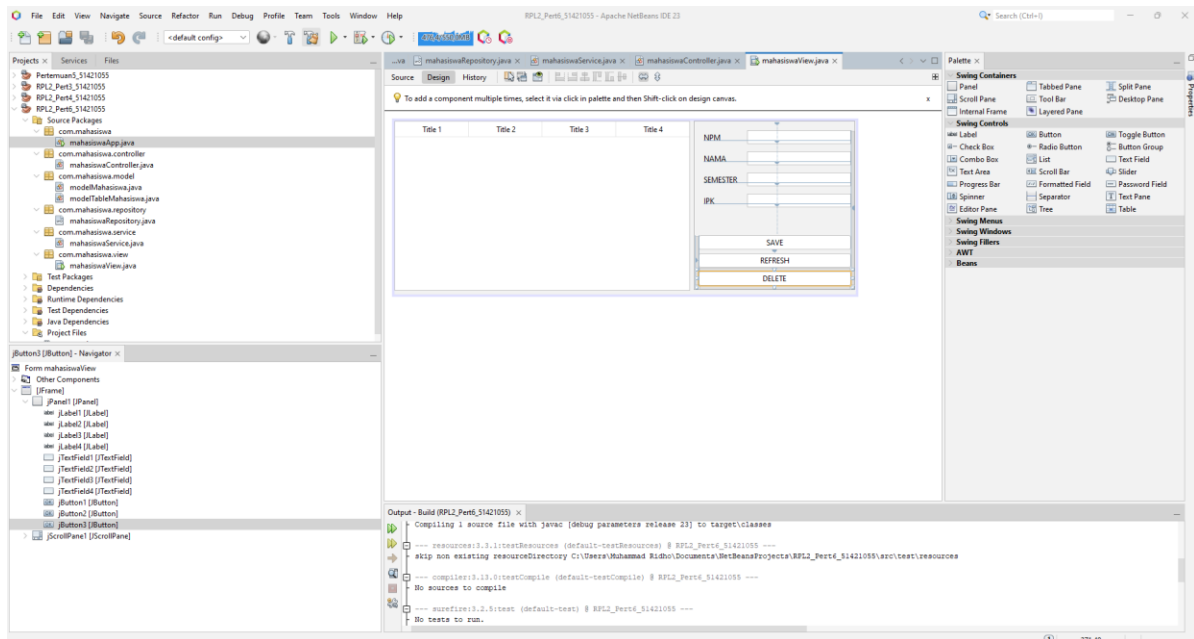 File Edit View Navigate Source Refactor Run Debug Profile Team Tools Window Help
RPL2_Pert6_51421055 - Apache NetBeans IDE 23
Search (Ctrl+I)
<default config>
Projects × Services Files
Pertemuan5_51421055
RPL2_Pert3_51421055
RPL2_Pert4_51421055
RPL2_Pert6_51421055
Source Packages
com.mahasiswa
mahasiswaApp.java
com.mahasiswa.controller
mahasiswaController.java
com.mahasiswa.model
modelMahasiswa.java
modelTableMahasiswa.java
com.mahasiswa.repository
mahasiswaRepository.java
com.mahasiswa.service
mahasiswaService.java
com.mahasiswa.view
mahasiswaView.java
Test Packages
Dependencies
Runtime Dependencies
Test Dependencies
Java Dependencies
Project Files
jButton3 [JButton] - Navigator ×
Form mahasiswaView
Other Components
[JFrame]
jPanel1 [JPanel]
label jLabel1 [JLabel]
label jLabel2 [JLabel]
label jLabel3 [JLabel]
label jLabel4 [JLabel]
jTextField1 [JTextField]
jTextField2 [JTextField]
jTextField3 [JTextField]
jTextField4 [JTextField]
jButton1 [JButton]
jButton2 [JButton]
jButton3 [JButton]
jScrollPane1 [JScrollPane]
...va mahasiswaRepository.java × mahasiswaService.java × mahasiswaController.java × mahasiswaView.java ×
Source Design History
To add a component multiple times, select it via click in palette and then Shift-click on design canvas. x
Title 1 Title 2 Title 3 Title 4
NPM
NAMA
SEMESTER
IPK
SAVE
REFRESH
DELETE
Palette ×
Properties
Swing Containers
Panel Tabbed Pane Split Pane
Scroll Pane Tool Bar Desktop Pane
Internal Frame Layered Pane
Swing Controls
label Label Button Toggle Button
Check Box Radio Button Button Group
Combo Box List Text Field
Text Area Scroll Bar Slider
Progress Bar Formatted Field Password Field
Spinner Separator Text Pane
Editor Pane Tree Table
Swing Menus
Swing Windows
Swing Fillers
AWT
Beans
Output - Build (RPL2_Pert6_51421055) ×
Compiling 1 source file with javac [debug parameters release 23] to target\classes
--- resources:3.3.1:testResources (default-testResources) @ RPL2_Pert6_51421055 ---
skip non existing resourceDirectory C:\Users\Muhammad Ridho\Documents\NetBeansProjects\RPL2_Pert6_51421055\src\test\resources
--- compiler:3.13.0:testCompile (default-testCompile) @ RPL2_Pert6_51421055 ---
No sources to compile
--- surefire:3.2.5:test (default-test) @ RPL2_Pert6_51421055 ---
No tests to run.